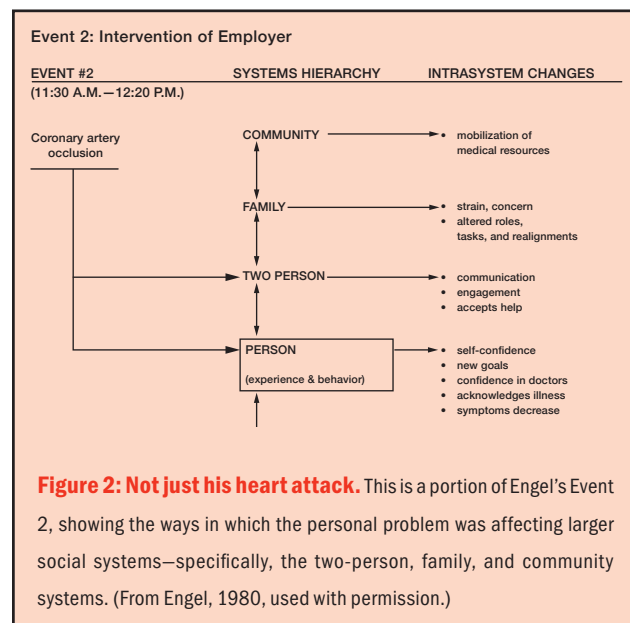 Event 2: Intervention of Employer
EVENT #2 SYSTEMS HIERARCHY INTRASYSTEM CHANGES
(11:30 A.M.—12:20 P.M.)
Coronary artery
occlusion
COMMUNITY
• mobilization of
medical resources
FAMILY
• strain, concern
• altered roles,
tasks, and realignments
TWO PERSON
• communication
• engagement
• accepts help
PERSON
(experience & behavior)
• self-confidence
• new goals
• confidence in doctors
• acknowledges illness
• symptoms decrease
Figure 2: Not just his heart attack. This is a portion of Engel’s Event
2, showing the ways in which the personal problem was affecting larger
social systems—specifically, the two-person, family, and community
systems. (From Engel, 1980, used with permission.)